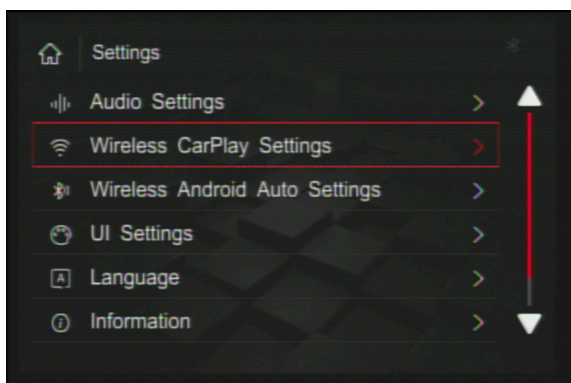 Settings
Audio Settings
Wireless CarPlay Settings
Wireless Android Auto Settings
UI Settings
A Language
Information